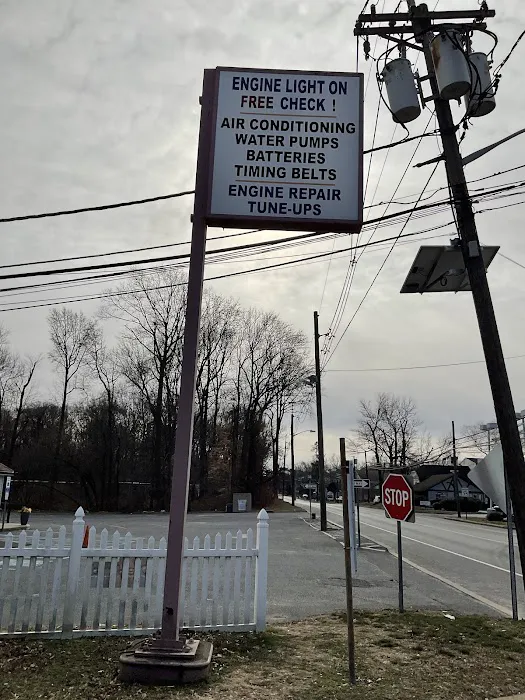 ENGINE LIGHT ON
FREE CHECK !
AIR CONDITIONING
WATER PUMPS
BATTERIES
TIMING BELTS
ENGINE REPAIR
TUNE-UPS
STOP